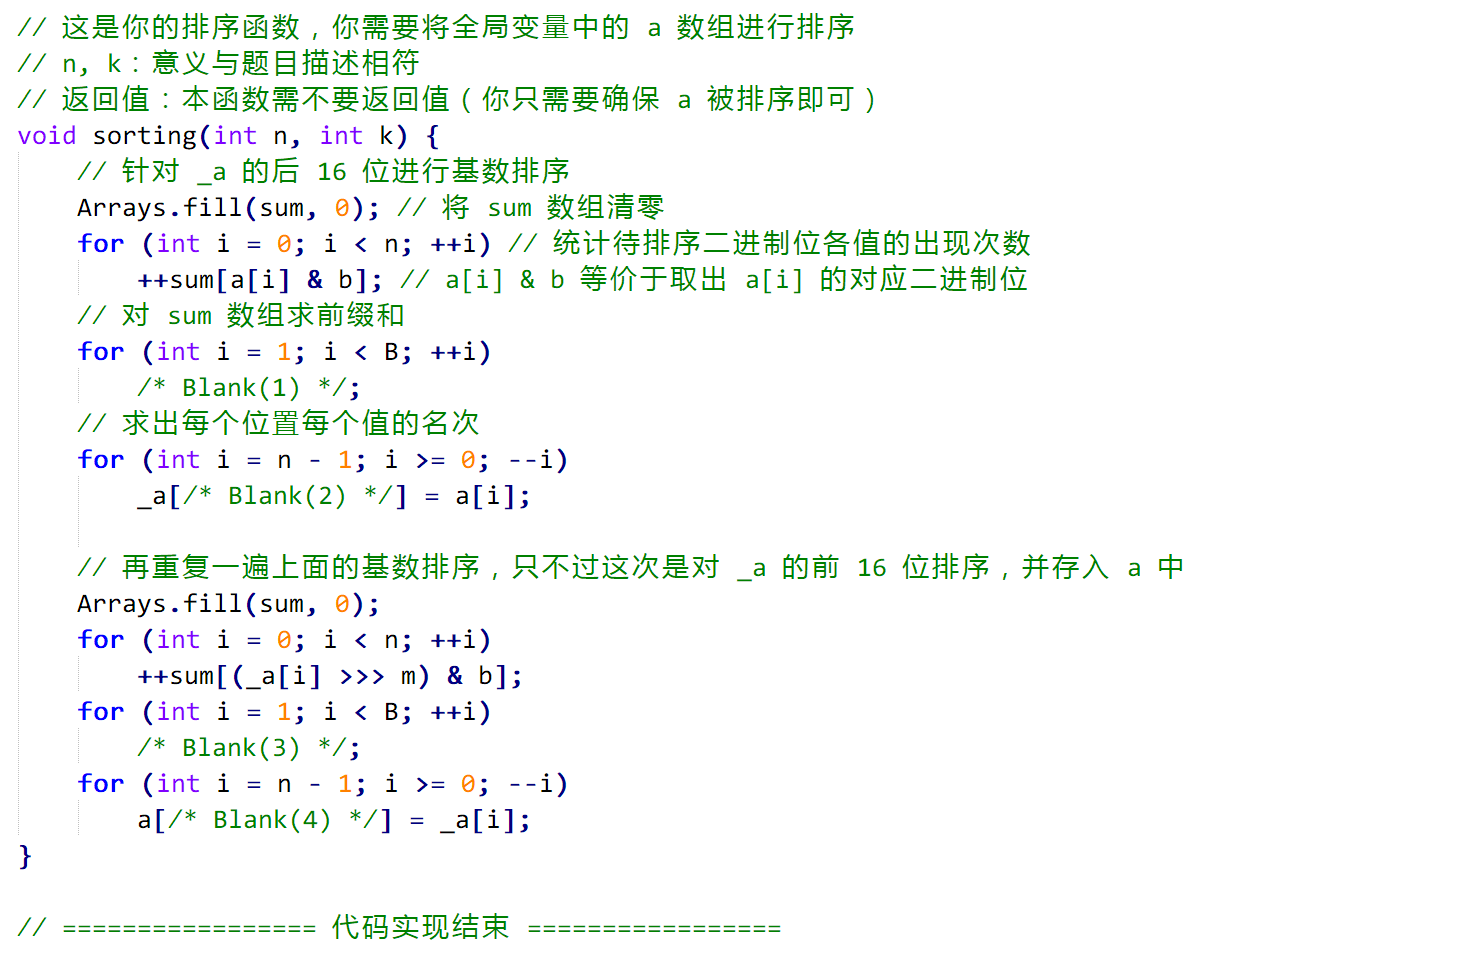 // 这是你的排序函数，你需要将全局变量中的 a 数组进行排序
// n, k：意义与题目描述相符
// 返回值：本函数需不要返回值（你只需要确保 a 被排序即可）
void sorting(int n, int k) {
    // 针对 _a 的后 16 位进行基数排序
    Arrays.fill(sum, 0); // 将 sum 数组清零
    for (int i = 0; i < n; ++i) // 统计待排序二进制位各值的出现次数
        ++sum[a[i] & b]; // a[i] & b 等价于取出 a[i] 的对应二进制位
    // 对 sum 数组求前缀和
    for (int i = 1; i < B; ++i)
        /* Blank(1) */;
    // 求出每个位置每个值的名次
    for (int i = n - 1; i >= 0; --i)
        _a[/* Blank(2) */] = a[i];
    // 再重复一遍上面的基数排序，只不过这次是对 _a 的前 16 位排序，并存入 a 中
    Arrays.fill(sum, 0);
    for (int i = 0; i < n; ++i)
        ++sum[(_a[i] >>> m) & b];
    for (int i = 1; i < B; ++i)
        /* Blank(3) */;
    for (int i = n - 1; i >= 0; --i)
        a[/* Blank(4) */] = _a[i];
}
// ================= 代码实现结束 =================